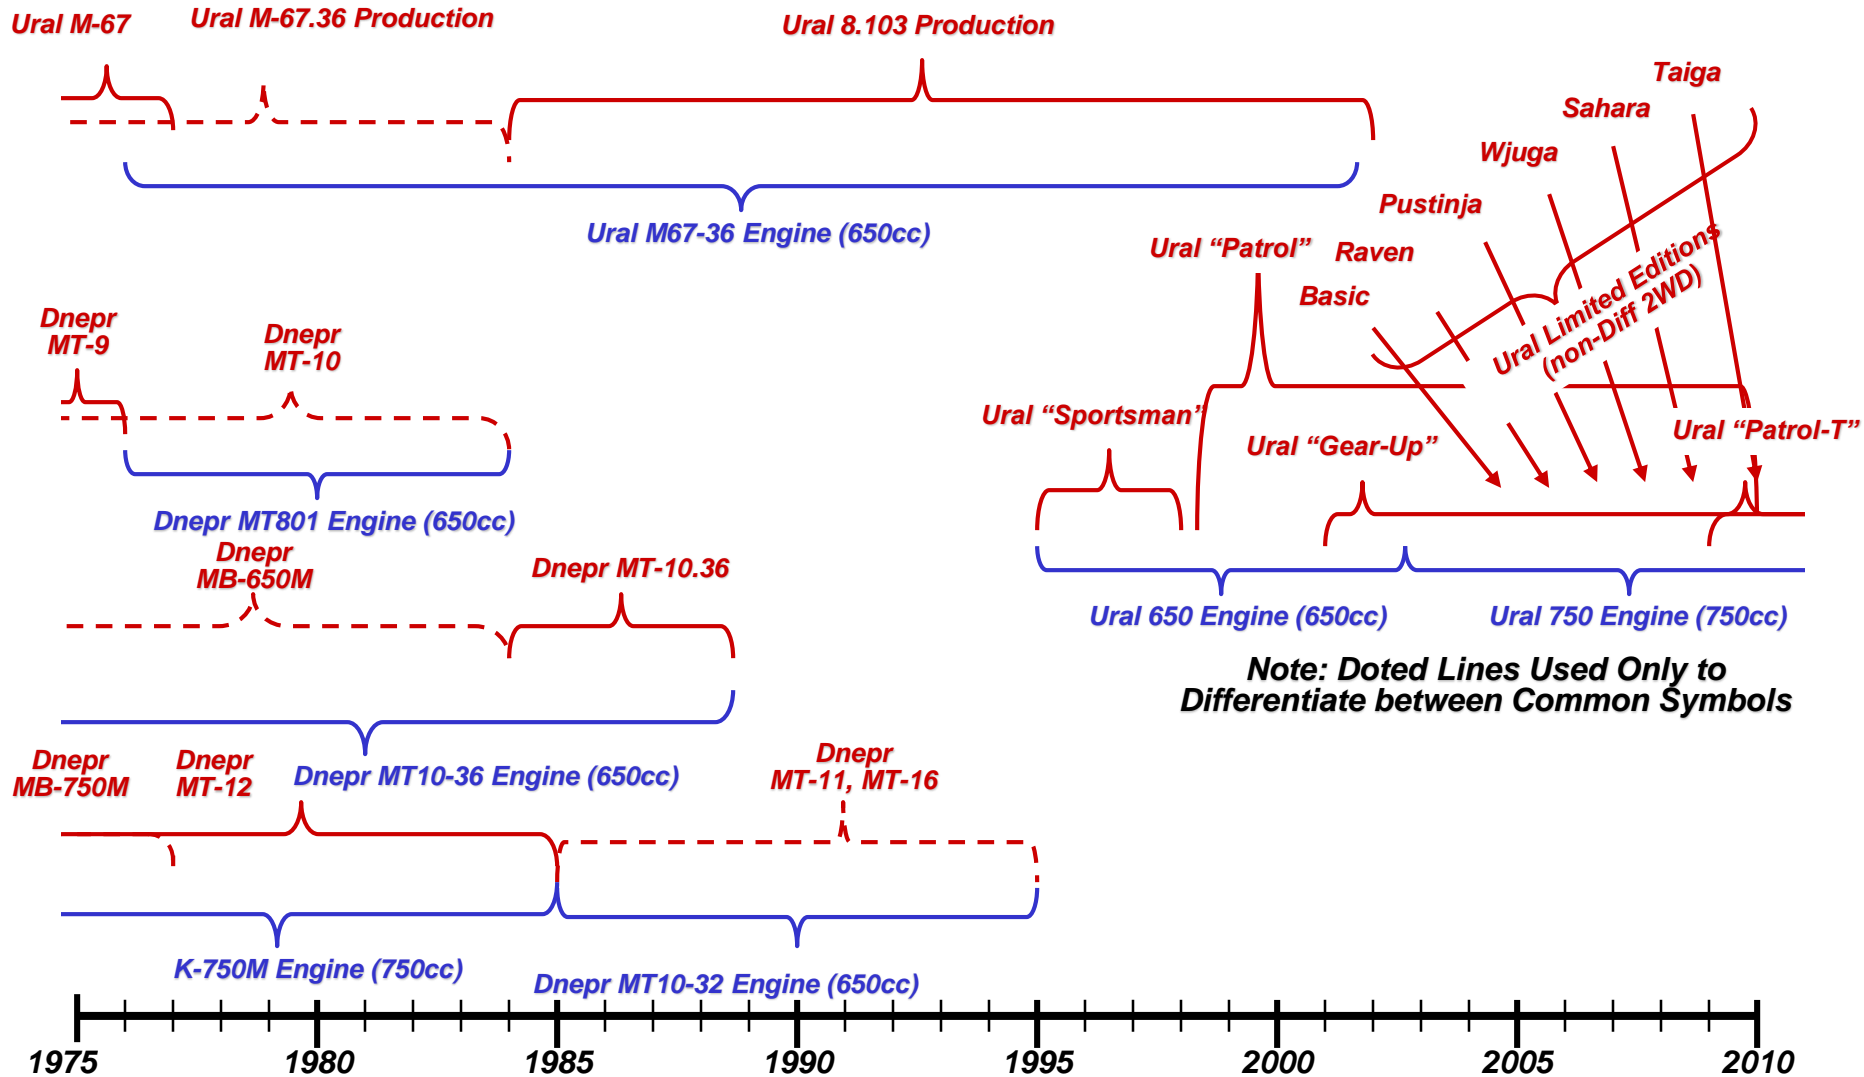 Ural M-67
Ural M-67.36 Production
Ural 8.103 Production
Taiga
Sahara
Wjuga
Pustinja
Ural “Patrol”
Raven
Basic
Ural M67-36 Engine (650cc)
Ural Limited Editions
(non-Diff 2WD)
Dnepr
MT-9
Dnepr
MT-10
Ural “Sportsman”
Ural “Gear-Up”
Ural “Patrol-T”
Dnepr MT801 Engine (650cc)
Dnepr
MB-650M
Dnepr MT-10.36
Ural 650 Engine (650cc)
Ural 750 Engine (750cc)
Note: Doted Lines Used Only to
Differentiate between Common Symbols
Dnepr
MB-750M
Dnepr
MT-12
Dnepr MT10-36 Engine (650cc)
Dnepr
MT-11, MT-16
K-750M Engine (750cc)
Dnepr MT10-32 Engine (650cc)
1975 1980 1985 1990 1995 2000 2005 2010